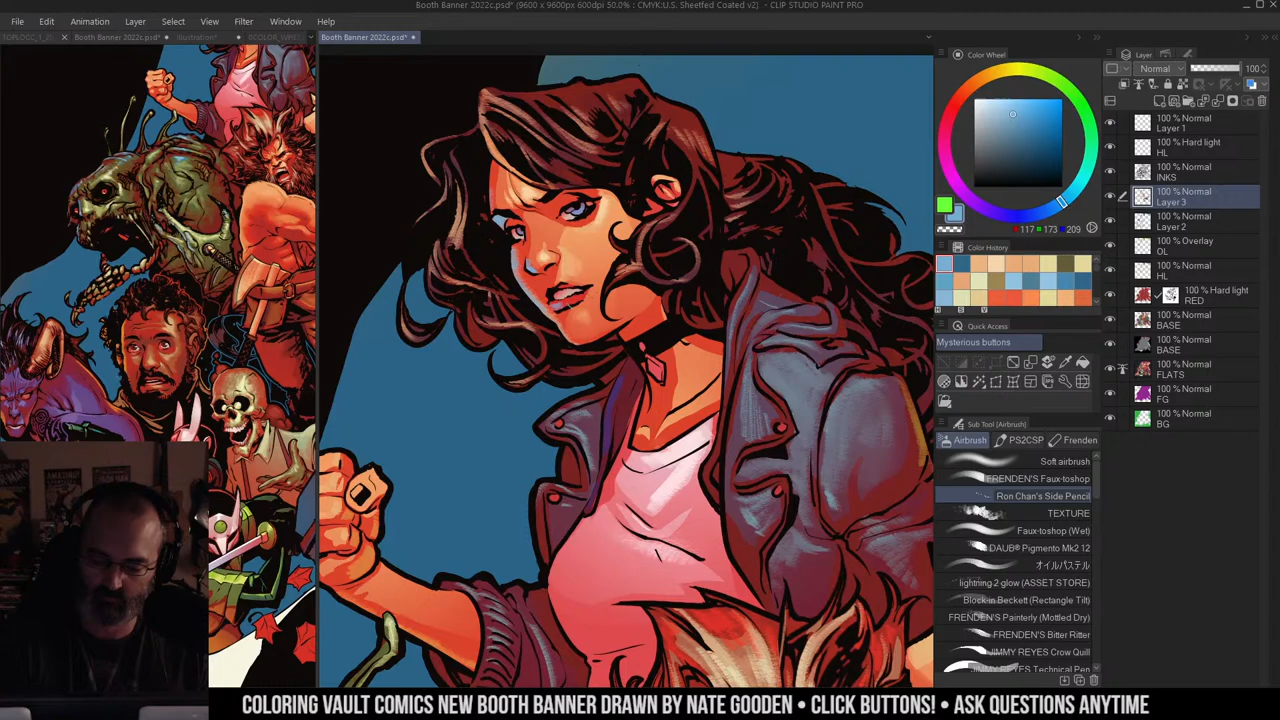 Booth Banner 2022c.psd* (9600 x 9600px 600dpi 50.0% : CMYK:U.S. Sheetfed Coated v2) - CLIP STUDIO PAINT PRO
File Edit Animation Layer Select View Filter Window Help
Booth Banner 2022c.psd* Illustration* Booth Banner 2022c.psd*
Color Wheel
117 173 209
Color History
H S V
Quick Access
Mysterious buttons
Sub Tool [Airbrush]
Airbrush PS2CSP Frenden
Soft airbrush
FRENDEN'S Faux-toshop
Ron Chan's Side Pencil
TEXTURE
Faux-toshop (Wet)
DAUB® Pigmento Mk2 12
オイルパステル
lightning 2 glow (ASSET STORE)
Block-in Beckett (Rectangle Tilt)
FRENDEN'S Painterly (Mottled Dry)
FRENDEN'S Bitter Ritter
JIMMY REYES Crow Quill
JIMMY REYES Technical Pen
Layer
Normal 100
100 % Normal
Layer 1
100 % Hard light
HL
100 % Normal
INKS
100 % Normal
Layer 3
100 % Normal
Layer 2
100 % Overlay
OL
100 % Normal
HL
100 % Hard light
RED
100 % Normal
BASE
100 % Normal
BASE
100 % Normal
FLATS
100 % Normal
FG
100 % Normal
BG
COLORING VAULT COMICS NEW BOOTH BANNER DRAWN BY NATE GOODEN • CLICK BUTTONS! • ASK QUESTIONS ANYTIME